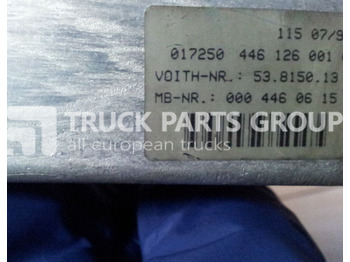 115 07/9
017250 446 126 001
VOITH-NR.: 53.8150.13
MB-NR.: 000 446 06 15
TRUCK PARTS GROUP
all european trucks